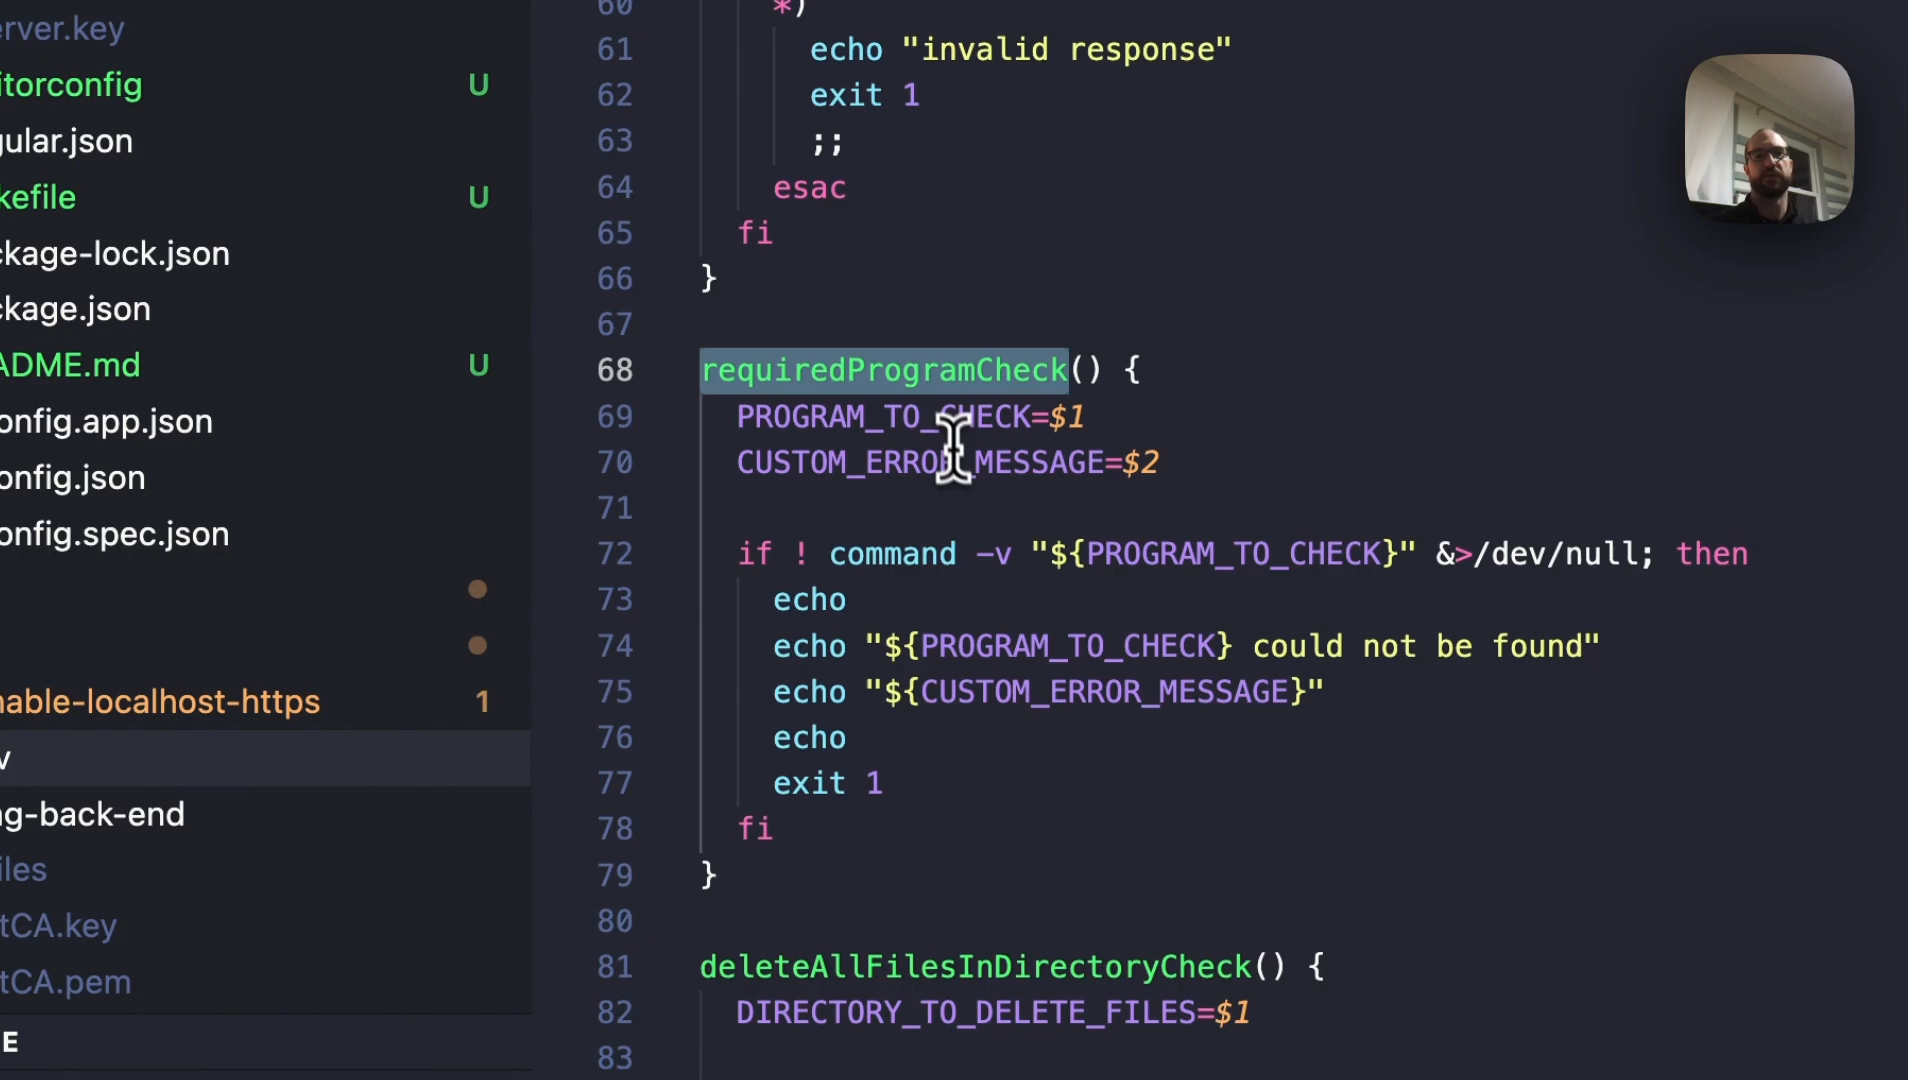 erver.key
itorconfig U
gular.json
kefile U
ckage-lock.json
ckage.json
ADME.md U
onfig.app.json
onfig.json
onfig.spec.json
nable-localhost-https 1
v
ng-back-end
iles
tCA.key
tCA.pem
E
60 *)
61 echo "invalid response"
62 exit 1
63 ;;
64 esac
65 fi
66 }
67
68 requiredProgramCheck() {
69 PROGRAM_TO_CHECK=$1
70 CUSTOM_ERROR_MESSAGE=$2
71
72 if ! command -v "${PROGRAM_TO_CHECK}" &>/dev/null; then
73 echo
74 echo "${PROGRAM_TO_CHECK} could not be found"
75 echo "${CUSTOM_ERROR_MESSAGE}"
76 echo
77 exit 1
78 fi
79 }
80
81 deleteAllFilesInDirectoryCheck() {
82 DIRECTORY_TO_DELETE_FILES=$1
83